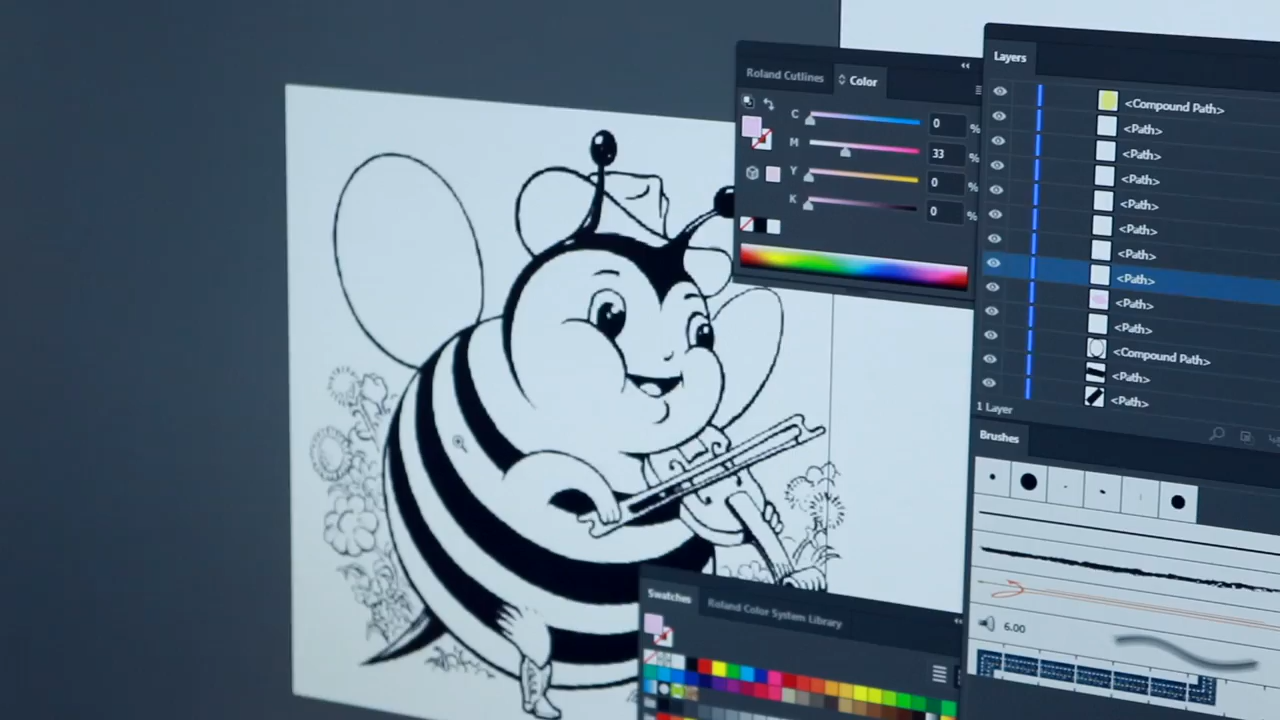 Roland Cutlines
Color
C
0
%
M
33
%
Y
0
%
K
0
%
Layers
<Compound Path>
<Path>
<Path>
<Path>
<Path>
<Path>
<Path>
<Path>
<Path>
<Path>
<Compound Path>
<Path>
<Path>
1 Layer
Brushes
6.00
Swatches
Roland Color System Library